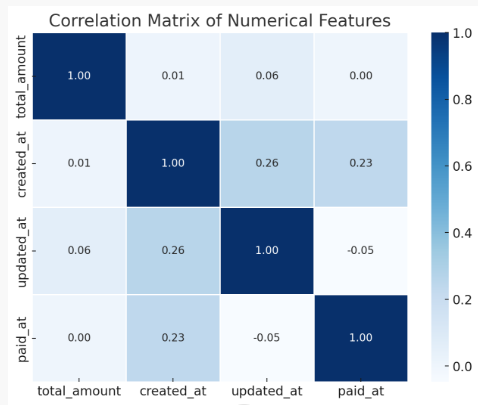 Correlation Matrix of Numerical Features
total_amount 1.00 0.01 0.06 0.00
created_at 0.01 1.00 0.26 0.23
updated_at 0.06 0.26 1.00 -0.05
paid_at 0.00 0.23 -0.05 1.00
total_amount created_at updated_at paid_at
1.0
0.8
0.6
0.4
0.2
0.0